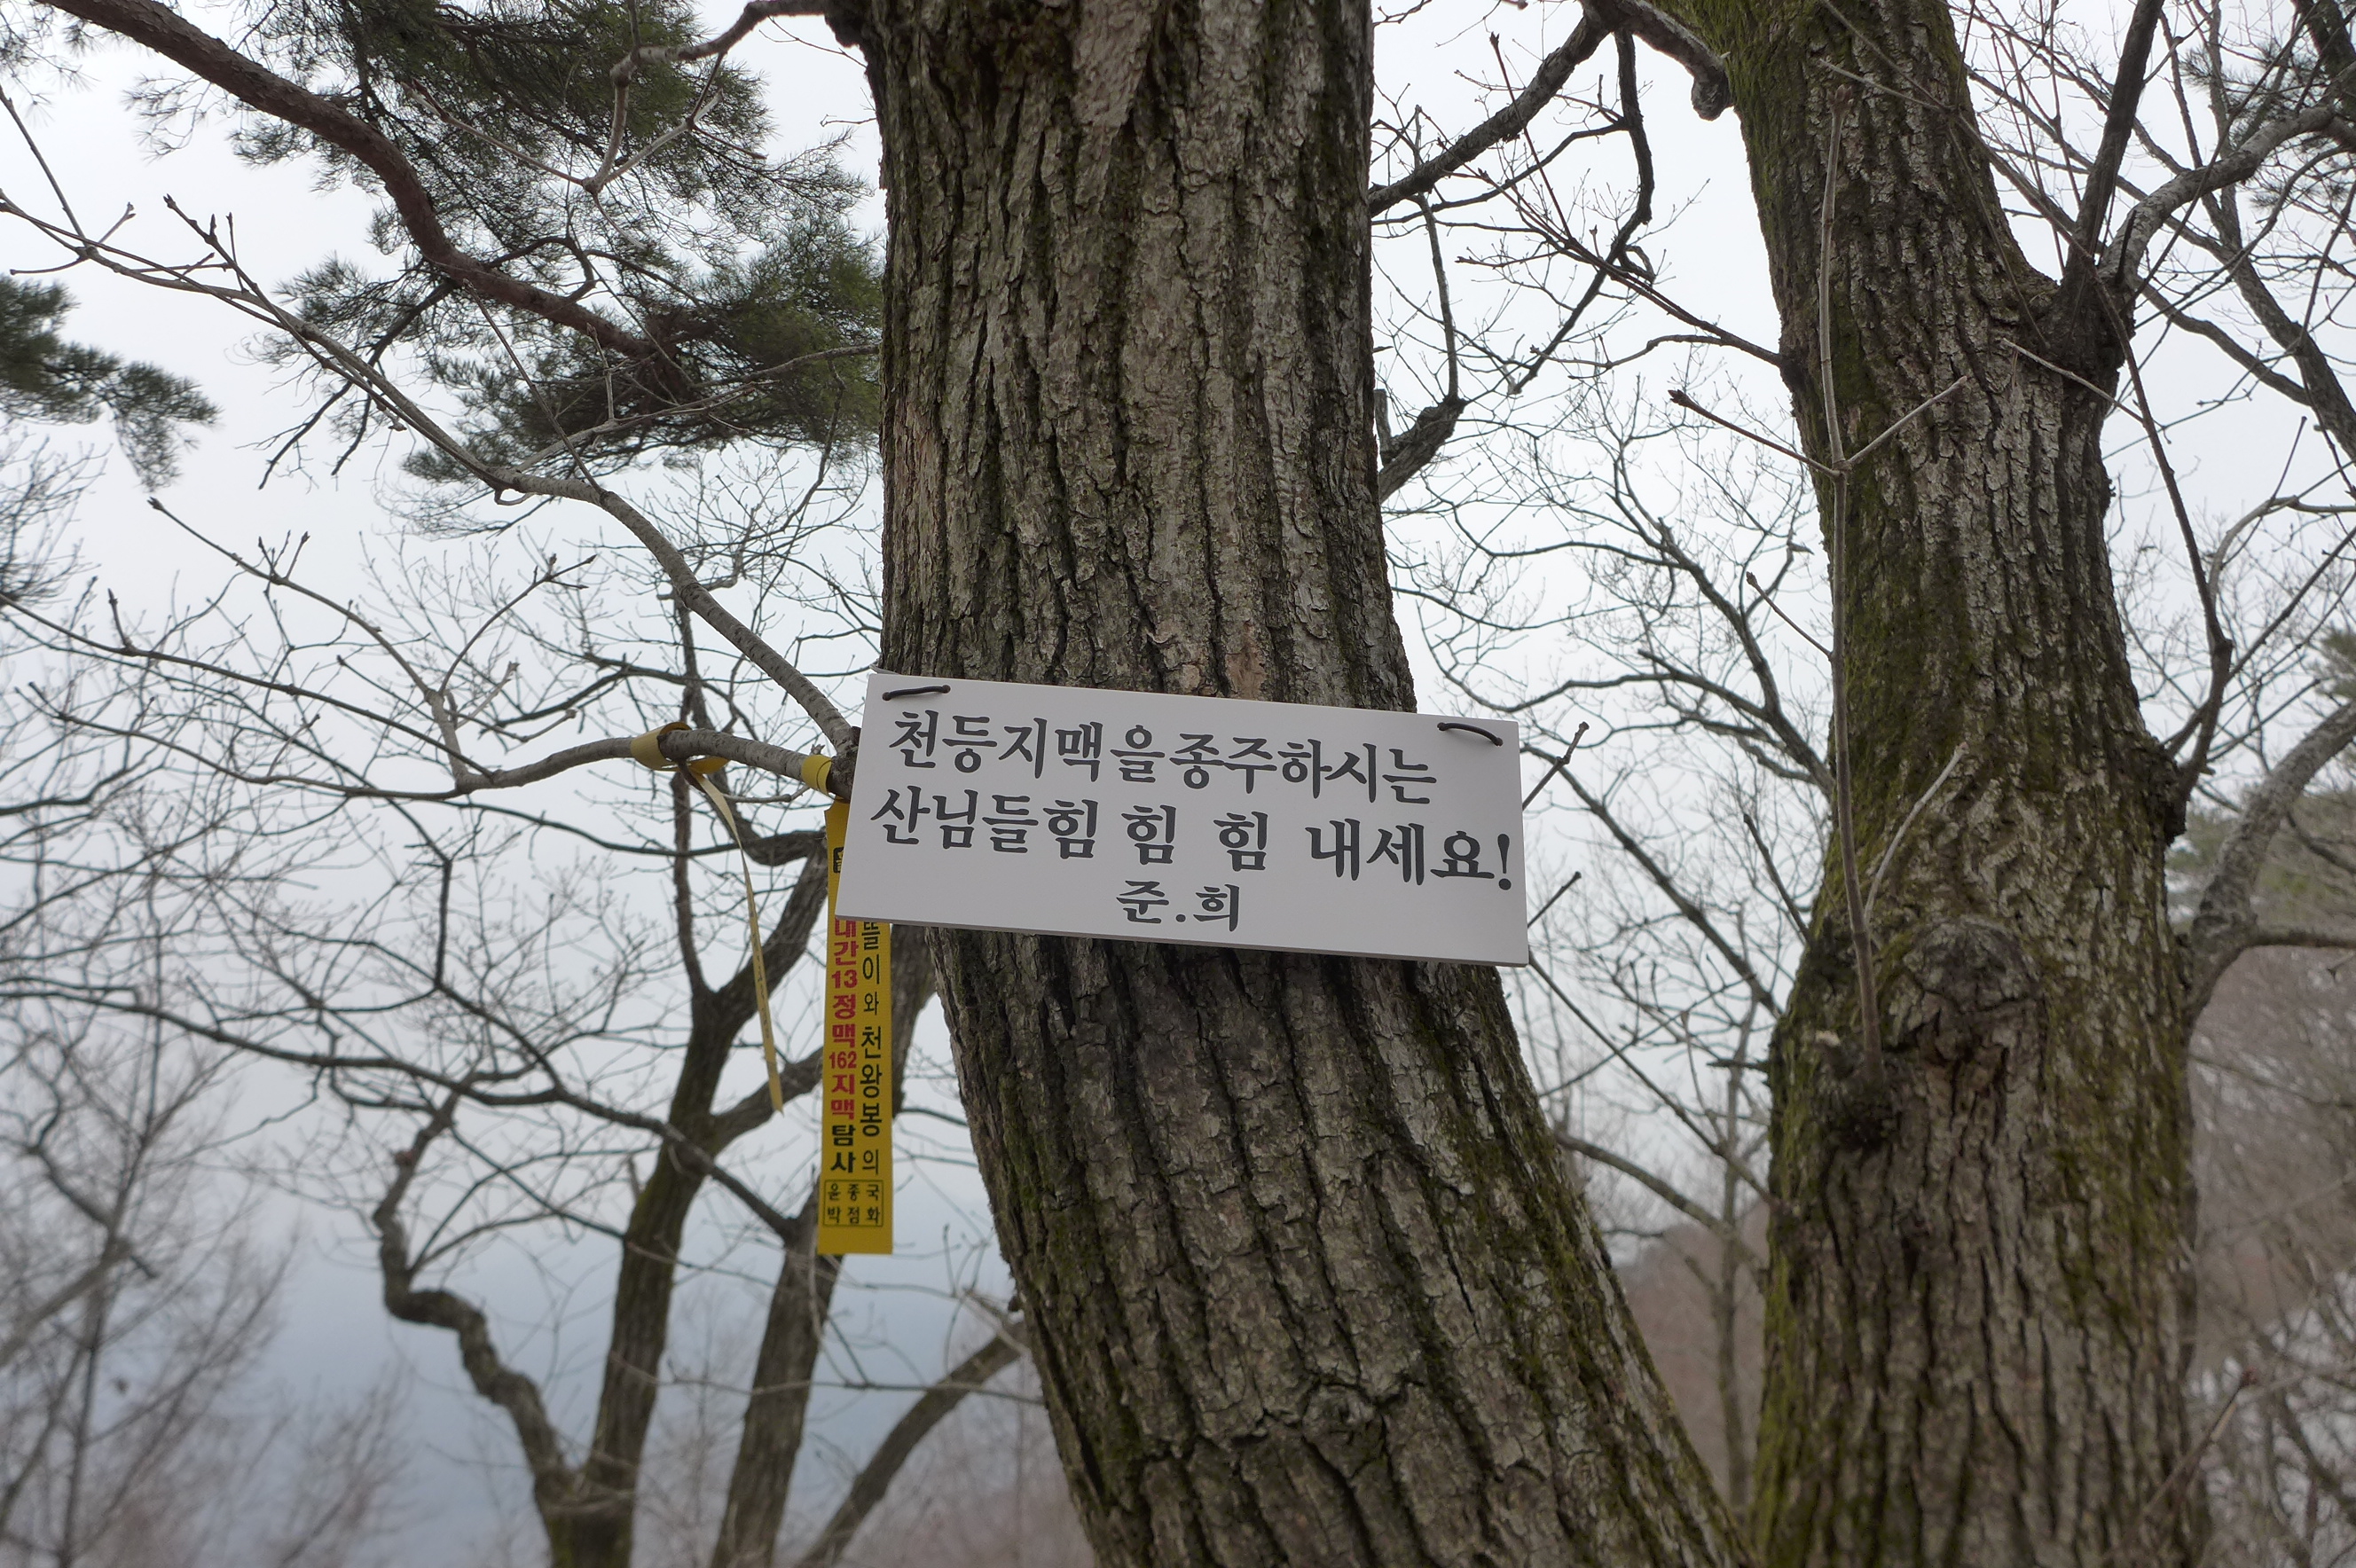 천등지맥을종주하시는
산님들힘 힘 힘 내세요!
준.희
뜰이와 천왕봉의
간13정맥162지맥탐사
윤종국
박점화